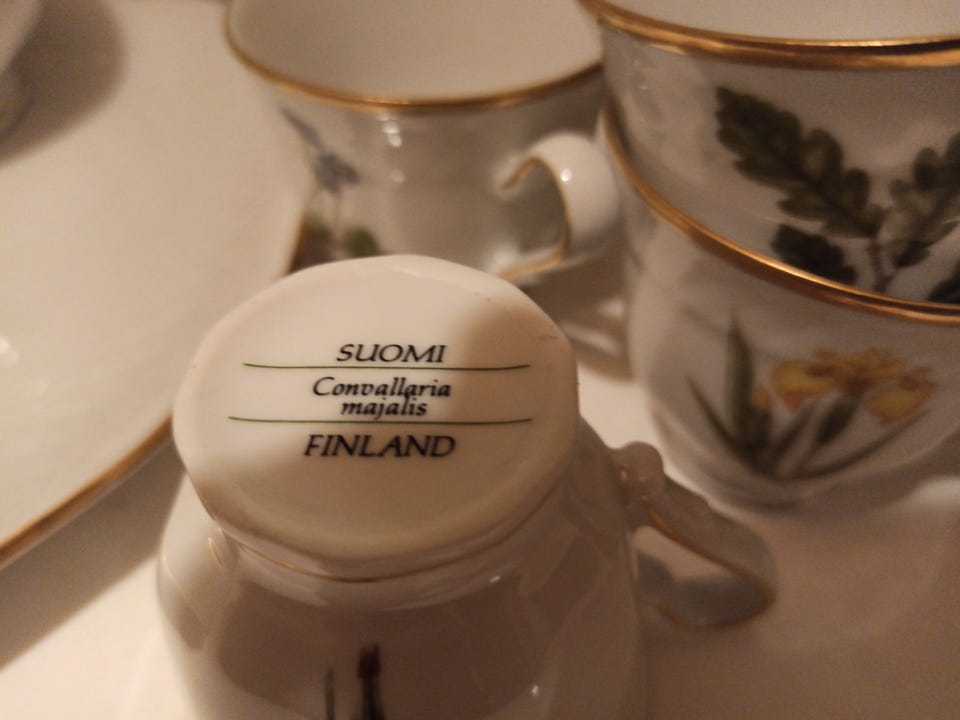 SUOMI
Convallaria
majalis
FINLAND